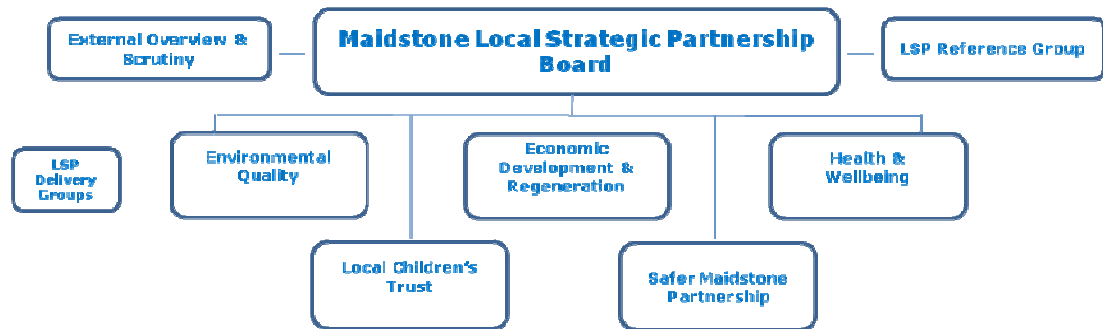 External Overview &
Scrutiny
Maidstone Local Strategic Partnership
Board
LSP Reference Group
LSP
Delivery
Groups
Environmental
Quality
Economic
Development &
Regeneration
Health &
Wellbeing
Local Children's
Trust
Safer Maidstone
Partnership